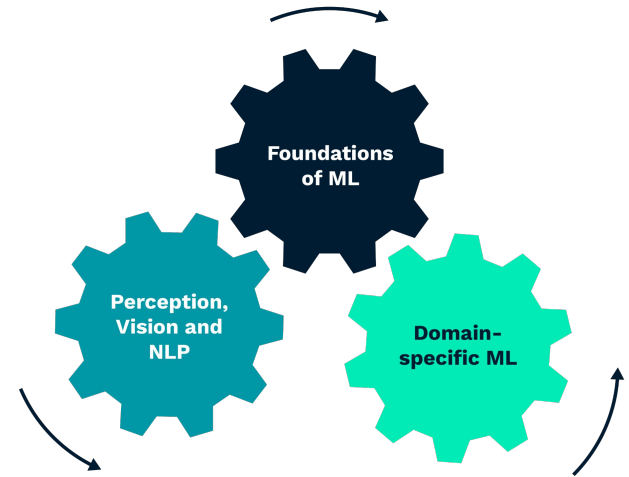 Foundations
of ML
Perception,
Vision and
NLP
Domain-
specific ML